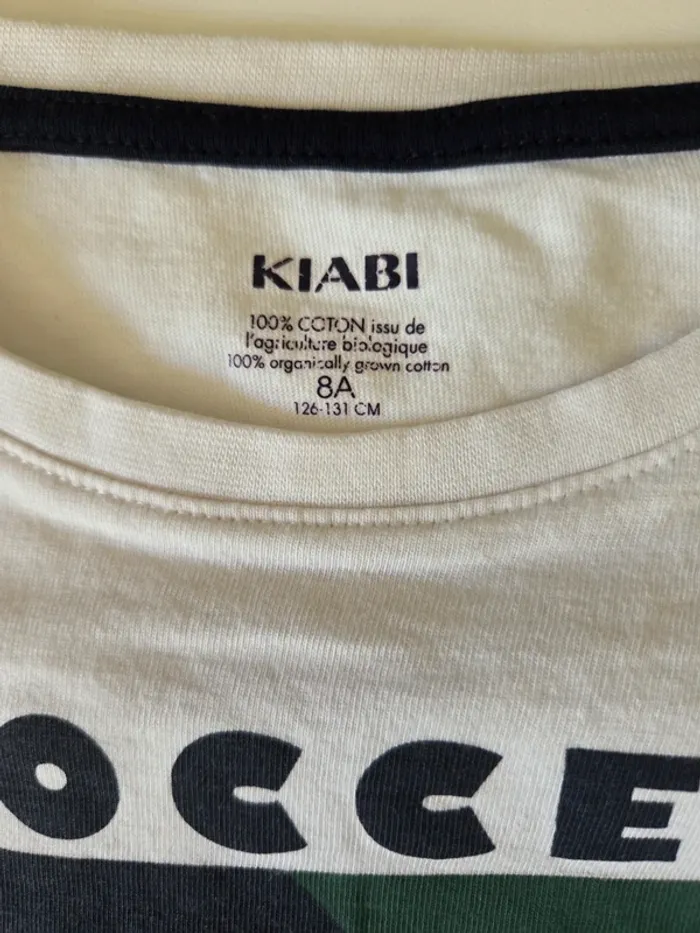 KIABI
100% COTON issu de
l'agriculture biologique
100% organically grown cotton
8A
126-131 CM
OCCE